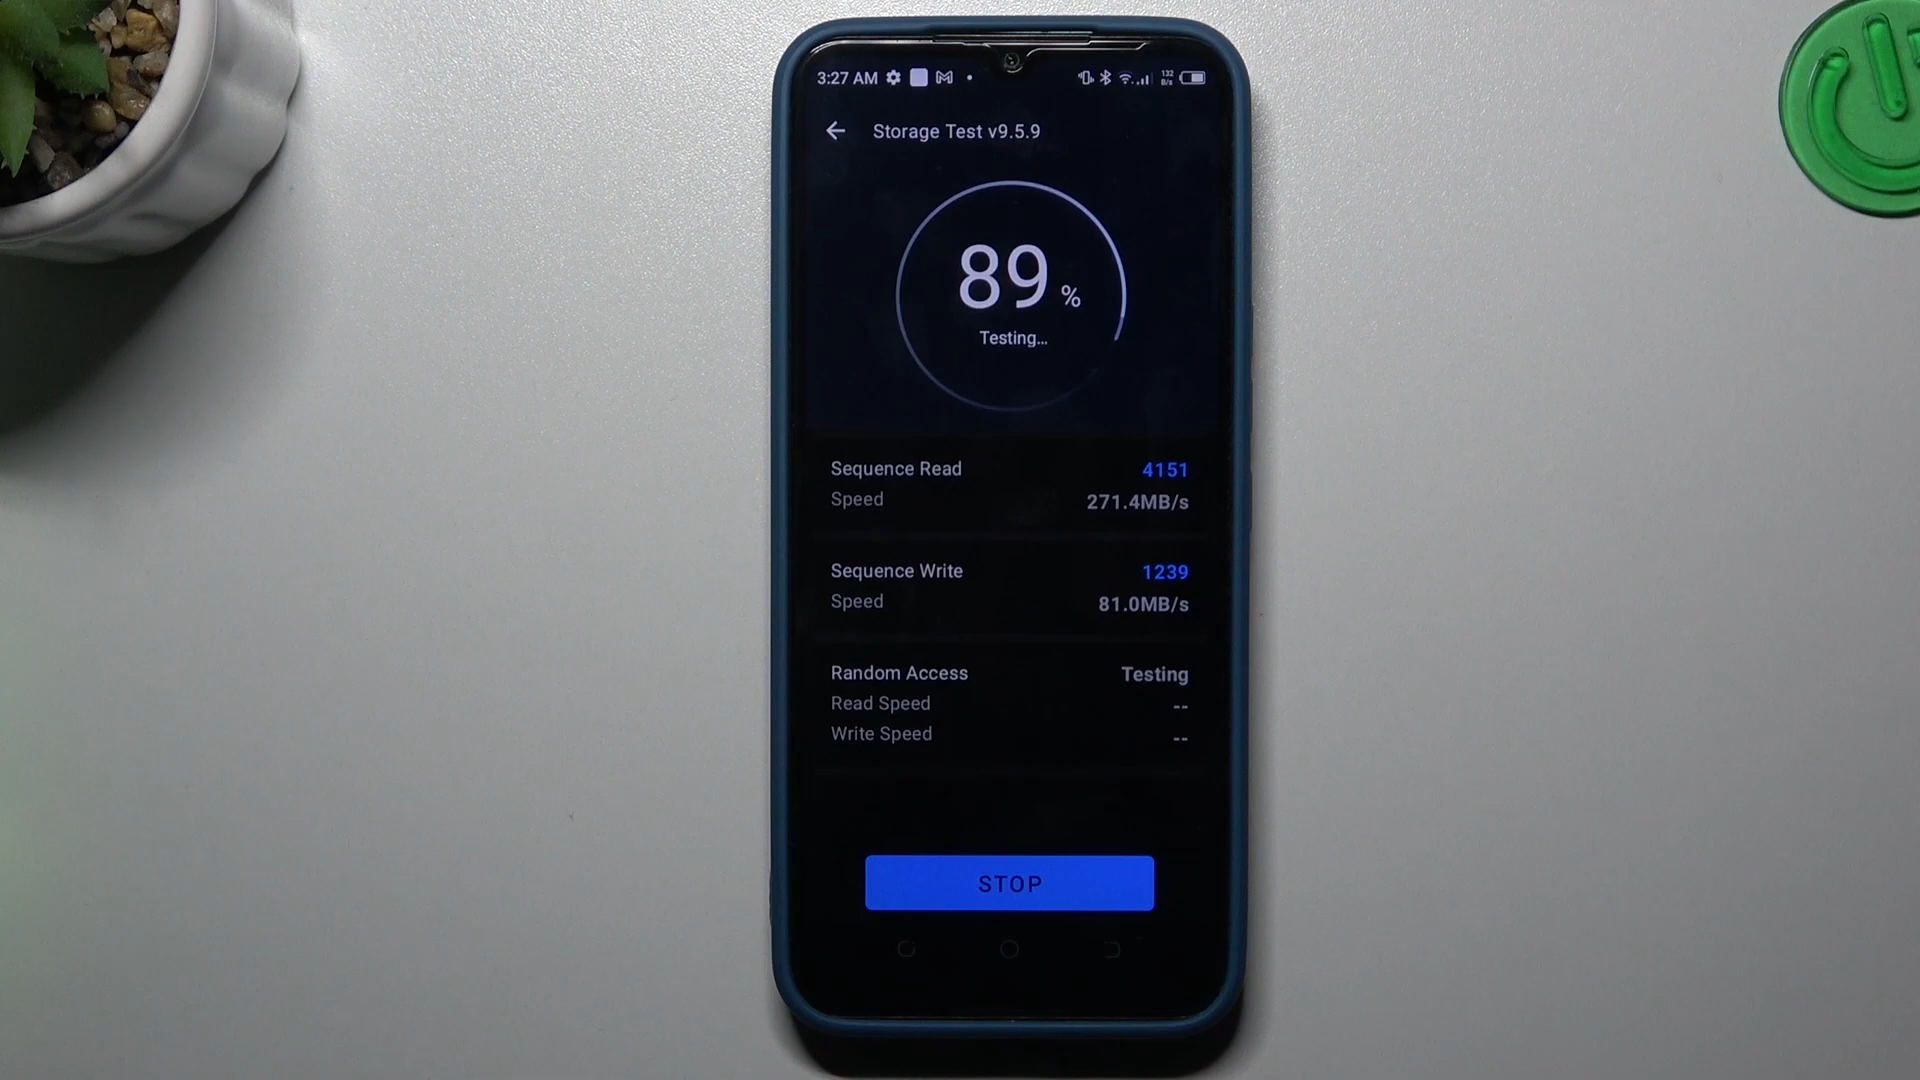 3:27 AM 132 B/s
Storage Test v9.5.9
89 %
Testing...
Sequence Read 4151
Speed 271.4MB/s
Sequence Write 1239
Speed 81.0MB/s
Random Access Testing
Read Speed --
Write Speed --
STOP